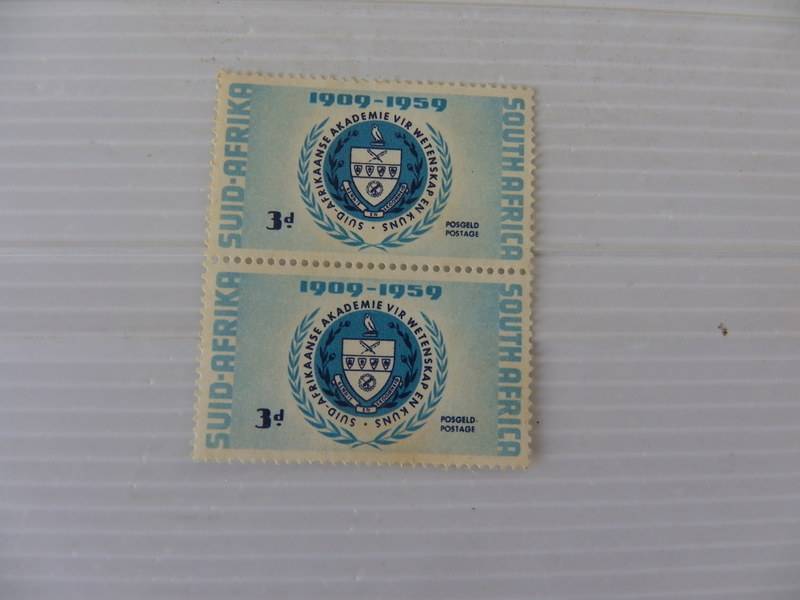 1909-1959
SUID-AFRIKA
SUID-AFRIKAANSE AKADEMIE VIR WETENSKAP EN KUNS
SOUTH AFRICA
3d
POSGELD
POSTAGE
1909-1959
SUID-AFRIKA
SUID-AFRIKAANSE AKADEMIE VIR WETENSKAP EN KUNS
SOUTH AFRICA
3d
POSGELD-
POSTAGE